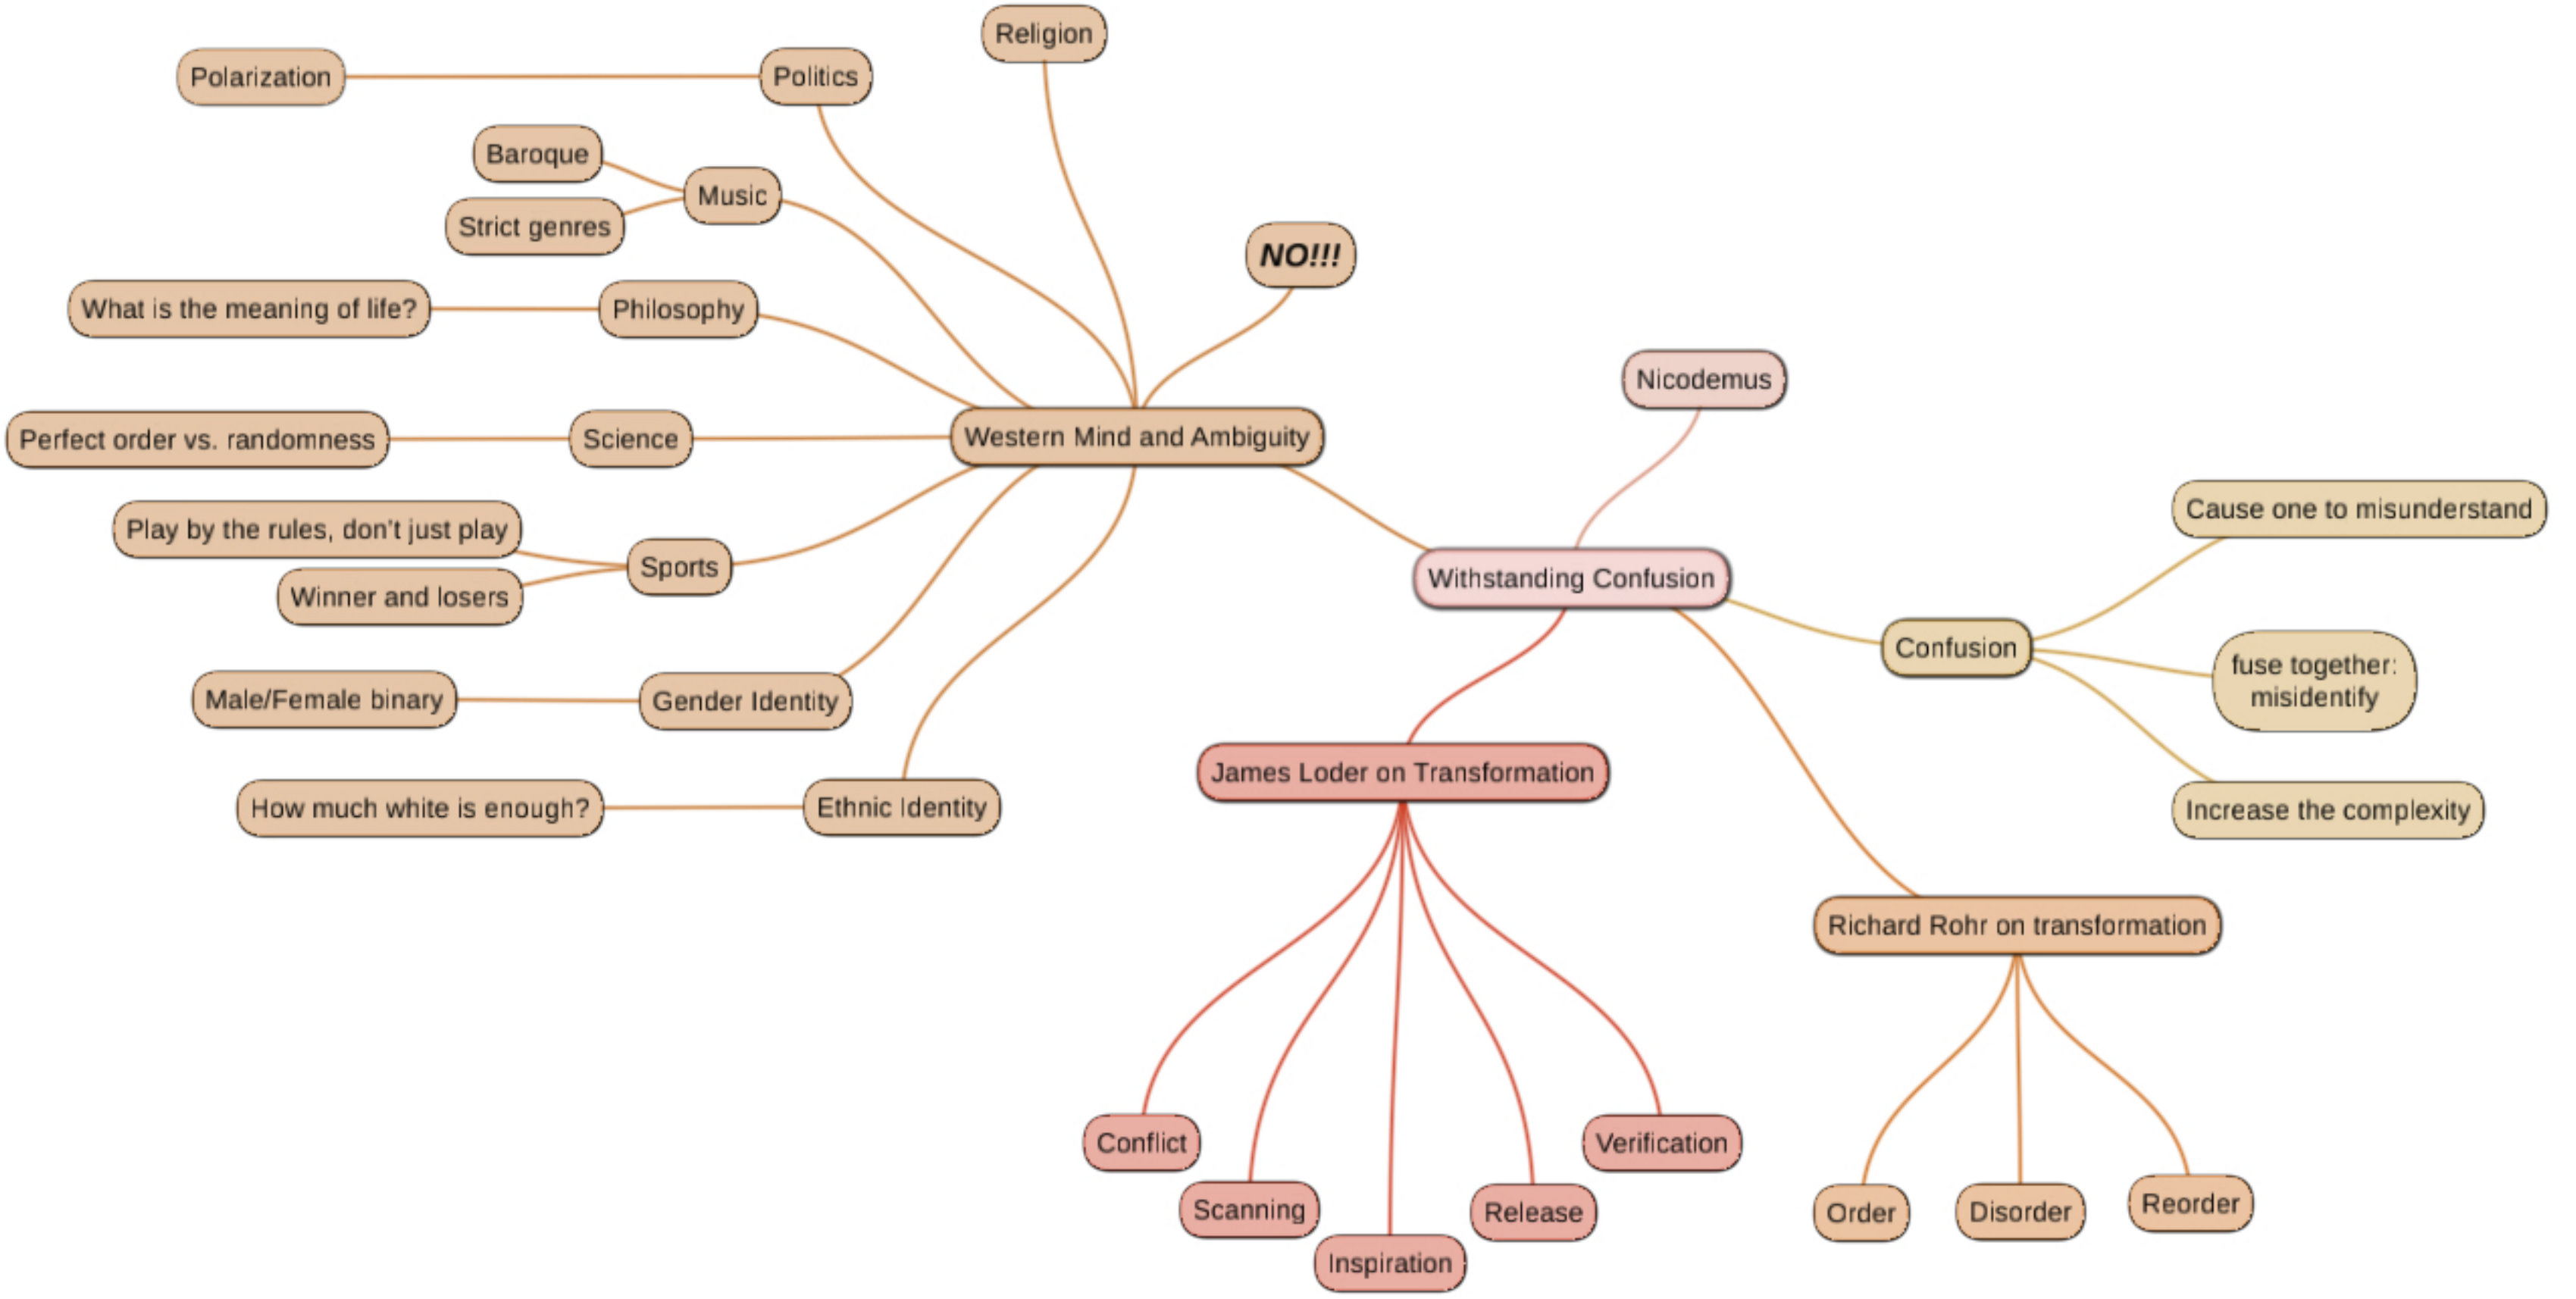 Religion
Polarization
Politics
Baroque
Music
Strict genres
NO!!!
What is the meaning of life?
Philosophy
Nicodemus
Perfect order vs. randomness
Science
Western Mind and Ambiguity
Cause one to misunderstand
Play by the rules, don't just play
Sports
Winner and losers
Withstanding Confusion
Confusion
fuse together:
misidentify
Male/Female binary
Gender Identity
James Loder on Transformation
How much white is enough?
Ethnic Identity
Increase the complexity
Richard Rohr on transformation
Conflict
Scanning
Inspiration
Release
Verification
Order
Disorder
Reorder